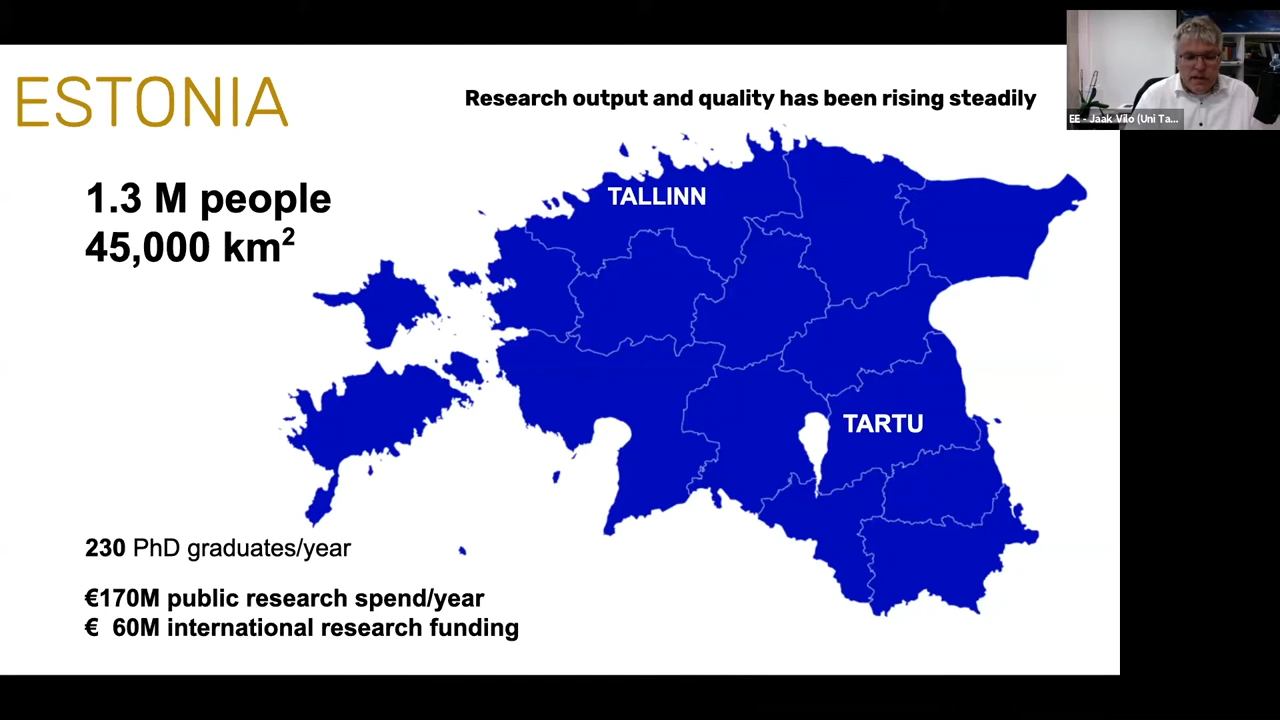 ESTONIA
Research output and quality has been rising steadily
EE - Jaak Vilo (Uni Ta...
1.3 M people
45,000 km²
TALLINN
TARTU
230 PhD graduates/year
€170M public research spend/year
€ 60M international research funding